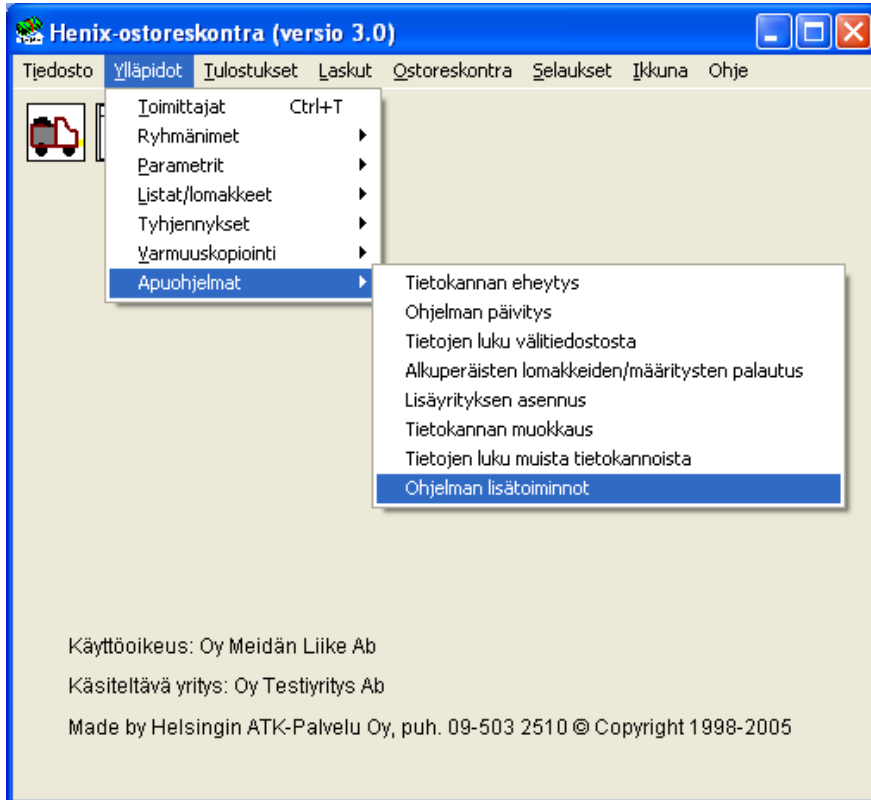 Henix-ostoreskontra (versio 3.0)
Tiedosto Ylläpidot Tulostukset Laskut Ostoreskontra Selaukset Ikkuna Ohje
Toimittajat Ctrl+T
Ryhmänimet
Parametrit
Listat/lomakkeet
Tyhjennykset
Varmuuskopiointi
Apuohjelmat
Tietokannan eheytys
Ohjelman päivitys
Tietojen luku välitiedostosta
Alkuperäisten lomakkeiden/määritysten palautus
Lisäyrityksen asennus
Tietokannan muokkaus
Tietojen luku muista tietokannoista
Ohjelman lisätoiminnot
Käyttöoikeus: Oy Meidän Liike Ab
Käsiteltävä yritys: Oy Testiyritys Ab
Made by Helsingin ATK-Palvelu Oy, puh. 09-503 2510 © Copyright 1998-2005